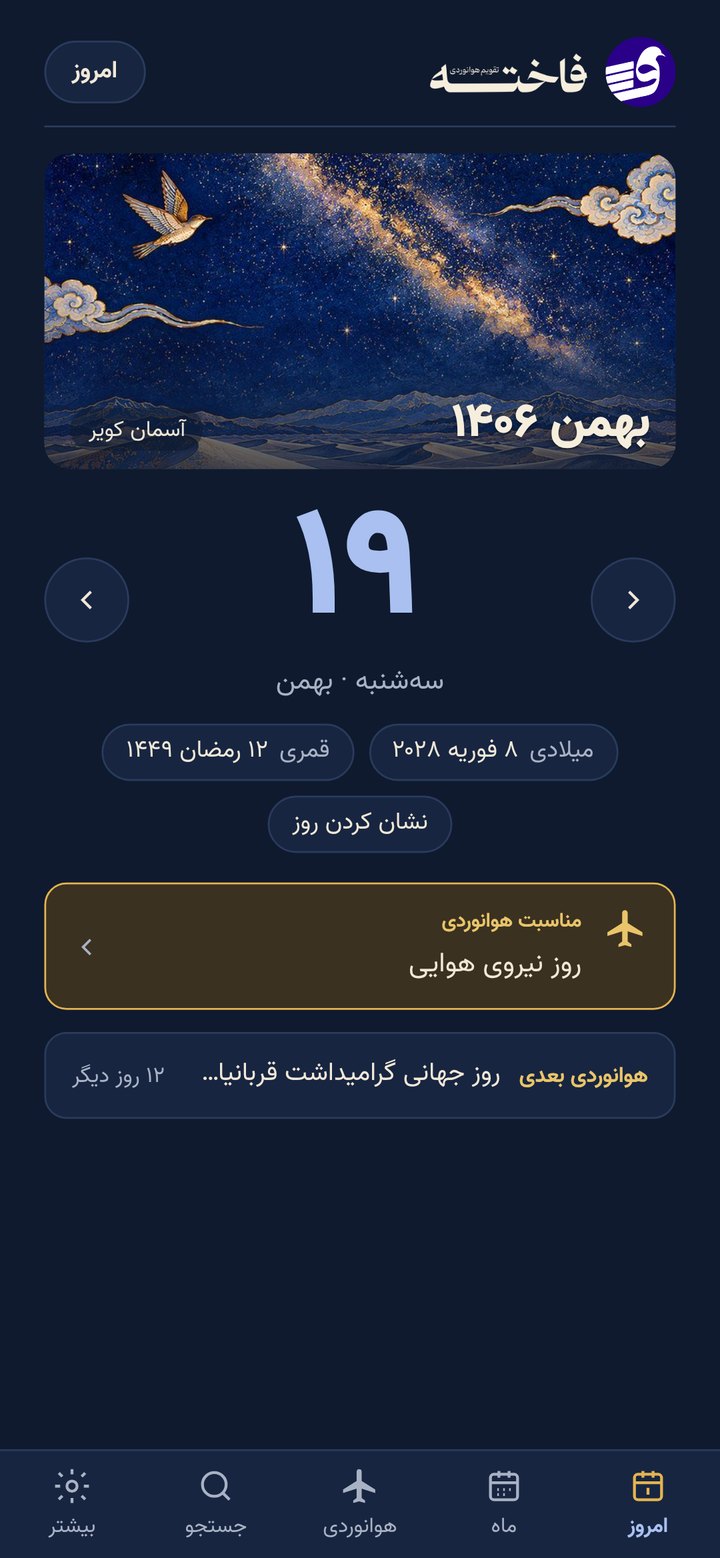 فاختـــه
تقویم هوانوردی
امروز
بهمن ۱۴۰۶
آسمان کویر
۱۹
سه‌شنبه · بهمن
میلادی ۸ فوریه ۲۰۲۸
قمری ۱۲ رمضان ۱۴۴۹
نشان کردن روز
مناسبت هوانوردی
روز نیروی هوایی
هوانوردی بعدی روز جهانی گرامیداشت قربانیا... ۱۲ روز دیگر
امروز
ماه
هوانوردی
جستجو
بیشتر